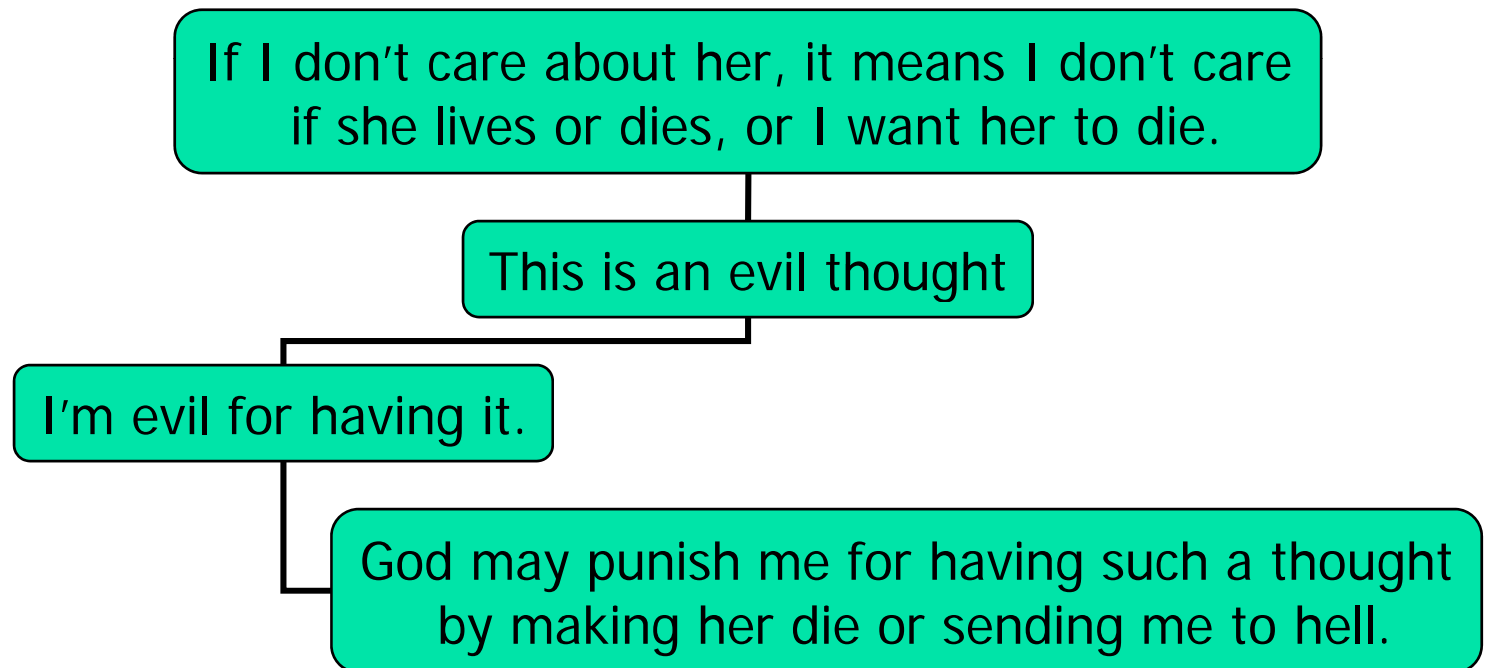 If I don't care about her, it means I don't care
if she lives or dies, or I want her to die.
This is an evil thought
I'm evil for having it.
God may punish me for having such a thought
by making her die or sending me to hell.